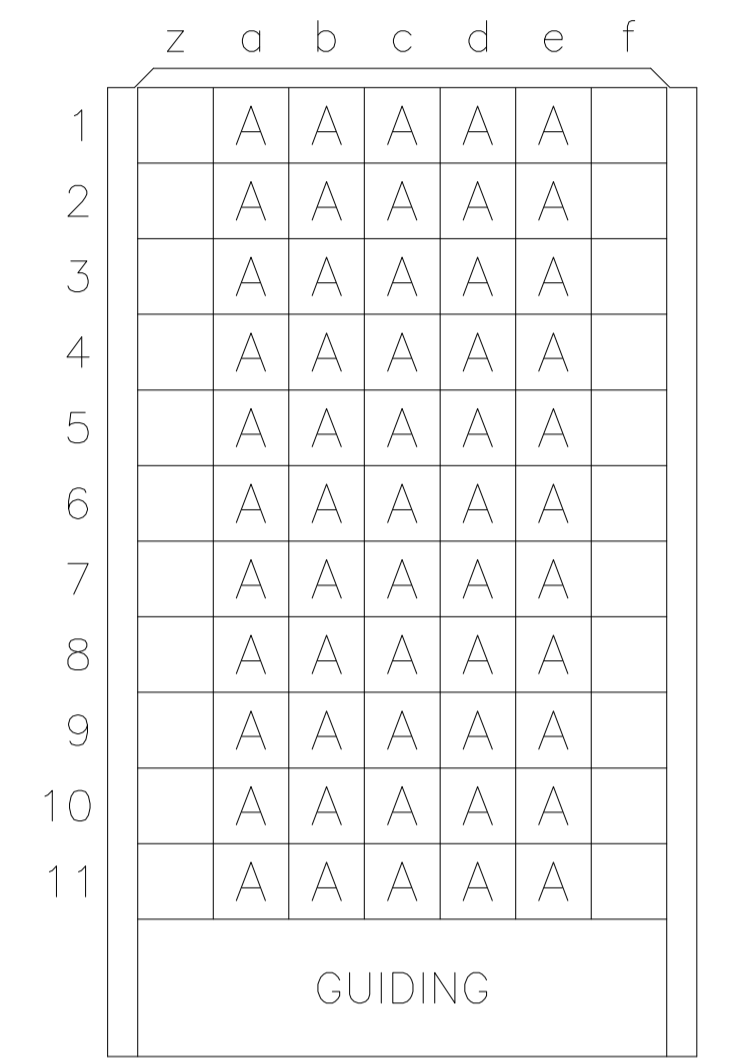 z a b c d e f
1 A A A A A
2 A A A A A
3 A A A A A
4 A A A A A
5 A A A A A
6 A A A A A
7 A A A A A
8 A A A A A
9 A A A A A
10 A A A A A
11 A A A A A
GUIDING